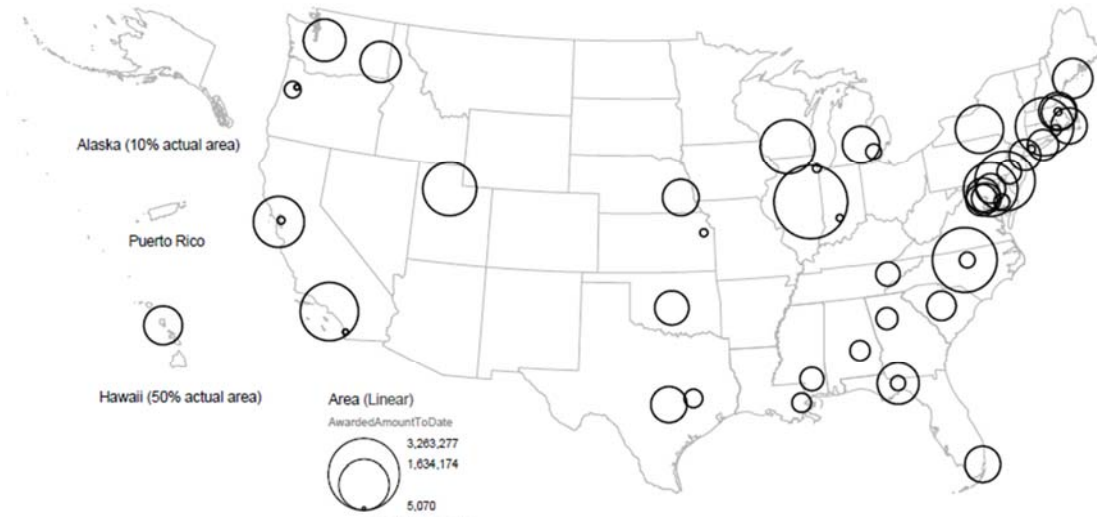 Alaska (10% actual area)
Puerto Rico
Hawaii (50% actual area)
Area (Linear)
AwardedAmountToDate
3,263,277
1,634,174
5,070